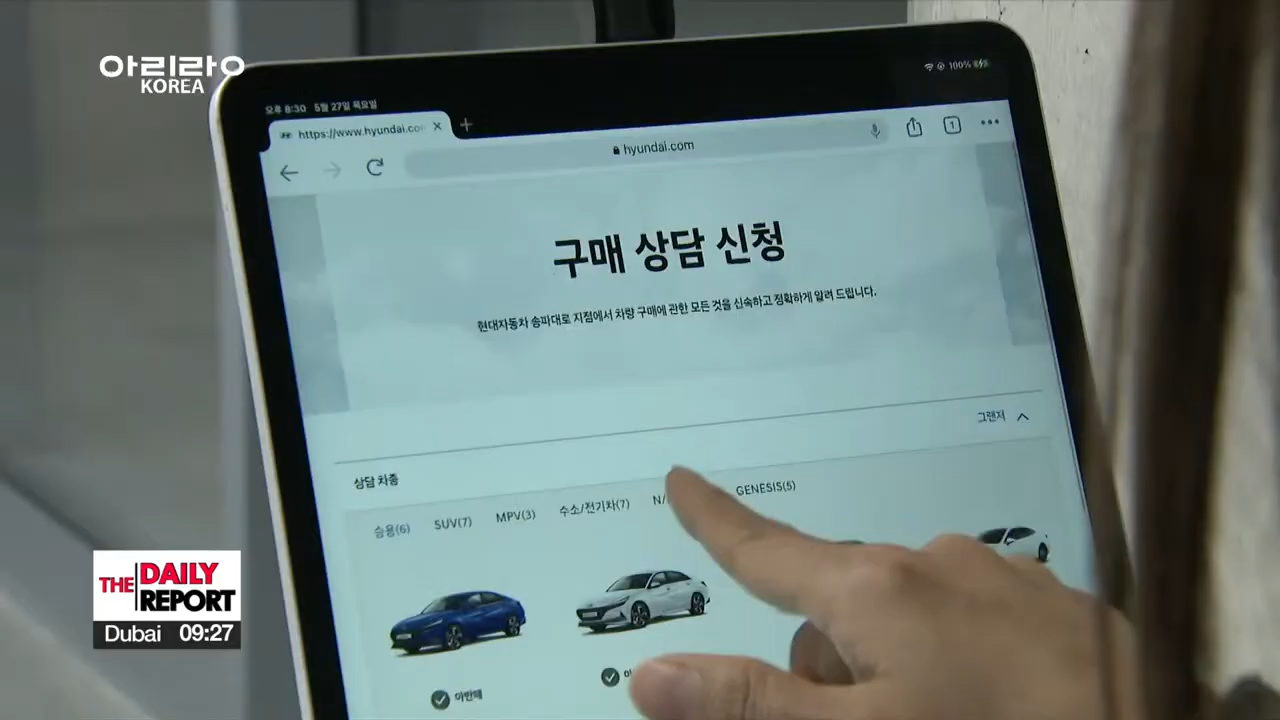 아리랑
KOREA
오후 8:30 5월 27일 목요일
100%
https://www.hyundai.co
hyundai.com
1
구매 상담 신청
현대자동차 송파대로 지점에서 차량 구매에 관한 모든 것을 신속하고 정확하게 알려 드립니다.
그랜저
상담 차종
승용(6) SUV(7) MPV(3) 수소/전기차(7) N/ GENESIS(5)
아반떼
THE DAILY REPORT
Dubai 09:27